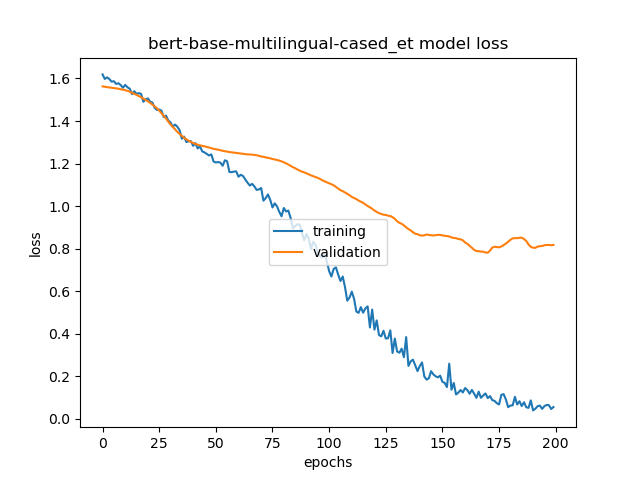 bert-base-multilingual-cased_et model loss
loss
1.6
1.4
1.2
1.0
0.8
0.6
0.4
0.2
0.0
training
validation
0 25 50 75 100 125 150 175 200
epochs